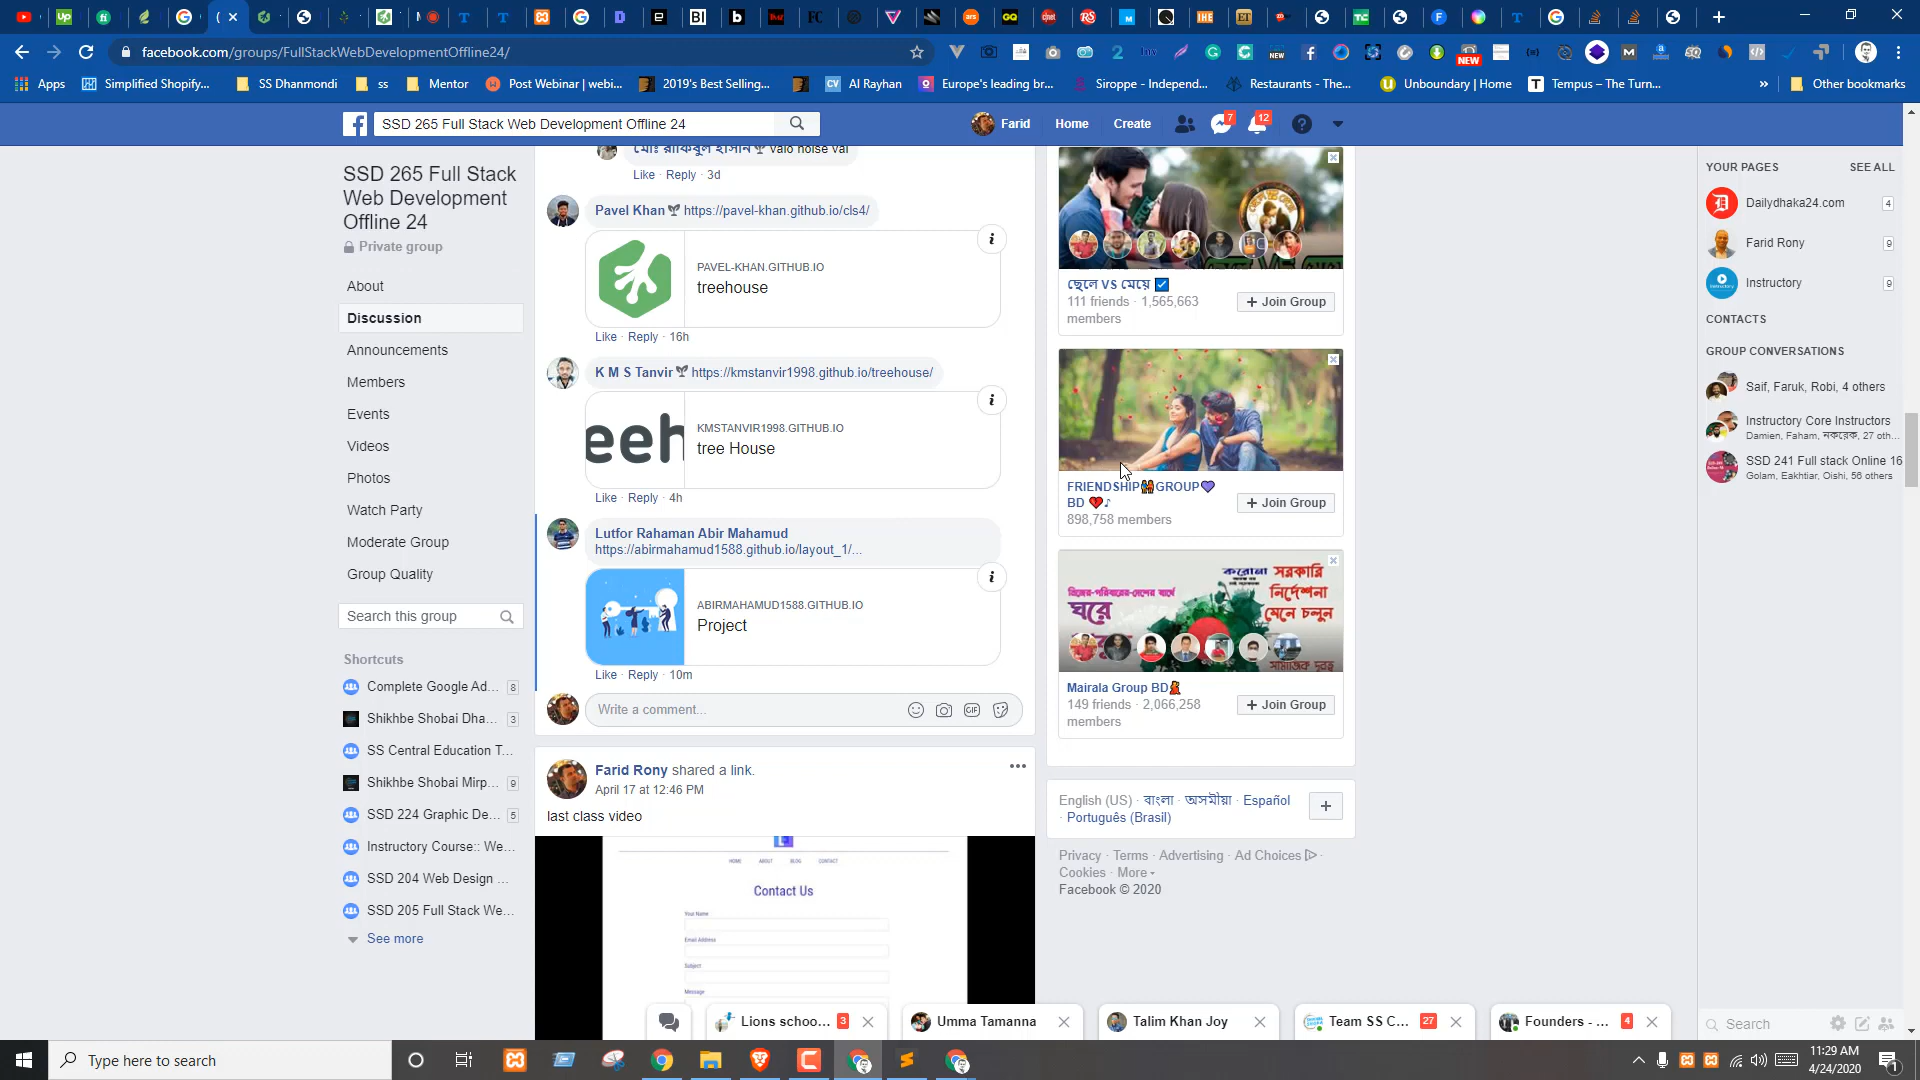 facebook.com/groups/FullStackWebDevelopmentOffline24/
Apps
Simplified Shopify...
SS Dhanmondi
ss
Mentor
Post Webinar | webi...
2019's Best Selling...
Al Rayhan
Europe's leading br...
Siroppe - Independ...
Restaurants - The...
Unboundary | Home
Tempus – The Turn...
»
Other bookmarks
SSD 265 Full Stack Web Development Offline 24
Farid
Home
Create
7
12
SSD 265 Full Stack
Web Development
Offline 24
Private group
About
Discussion
Announcements
Members
Events
Videos
Photos
Watch Party
Moderate Group
Group Quality
Search this group
Shortcuts
Complete Google Ad... 8
Shikhbe Shobai Dha... 3
SS Central Education T...
Shikhbe Shobai Mirp... 9
SSD 224 Graphic De... 5
Instructory Course:: We...
SSD 204 Web Design ...
SSD 205 Full Stack We...
See more
মোঃ রাকিবুল হাসান valo hoise vai
Like · Reply · 3d
Pavel Khan https://pavel-khan.github.io/cls4/
PAVEL-KHAN.GITHUB.IO
treehouse
Like · Reply · 16h
K M S Tanvir https://kmstanvir1998.github.io/treehouse/
eeh
KMSTANVIR1998.GITHUB.IO
tree House
Like · Reply · 4h
Lutfor Rahaman Abir Mahamud
https://abirmahamud1588.github.io/layout_1/...
ABIRMAHAMUD1588.GITHUB.IO
Project
Like · Reply · 10m
Write a comment...
GIF
Farid Rony shared a link.
April 17 at 12:46 PM
last class video
HOME ABOUT BLOG CONTACT
Contact Us
Your Name
Email Address
Subject
Message
ছেলে VS মেয়ে
111 friends · 1,565,663
members
+ Join Group
FRIENDSHIP GROUP
BD
898,758 members
+ Join Group
করোনা সরকারি
নির্দেশনা
মেনে চলুন
ঘরে
Mairala Group BD
149 friends · 2,066,258
members
+ Join Group
English (US) · বাংলা · অসমীয়া · Español
· Português (Brasil)
Privacy · Terms · Advertising · Ad Choices ·
Cookies · More
Facebook © 2020
YOUR PAGES SEE ALL
Dailydhaka24.com 4
Farid Rony 9
Instructory 9
CONTACTS
GROUP CONVERSATIONS
Saif, Faruk, Robi, 4 others
Instructory Core Instructors
Damien, Faham, নকরেক, 27 oth...
SSD 241 Full stack Online 16
Golam, Eakhtiar, Oishi, 56 others
Search
Lions schoo... 3
Umma Tamanna
Talim Khan Joy
Team SS C... 27
Founders - ... 4
Type here to search
11:29 AM
4/24/2020